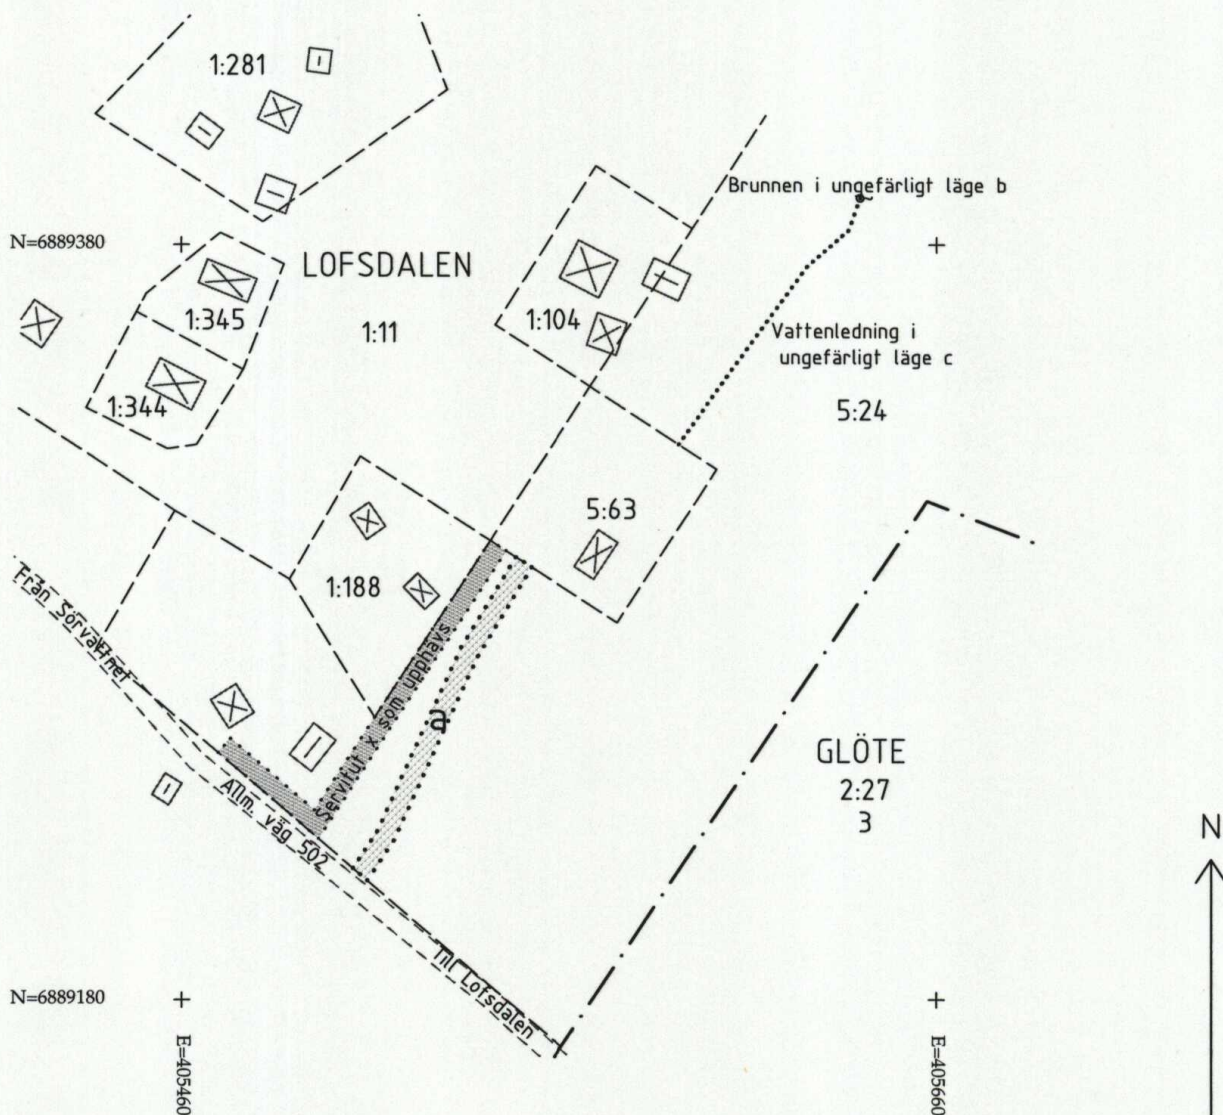 1:281
Brunnen i ungefärligt läge b
N=6889380
LOFSDALEN
1:345
1:104
1:11
Vattenledning i
ungefärligt läge c
1:344
5:24
5:63
1:188
Från Sörvattnet
Servitut x som upphävs
a
GLÖTE
2:27
3
Allm. väg 502
N
Till Lofsdalen
N=6889180
E=405460
E=405660